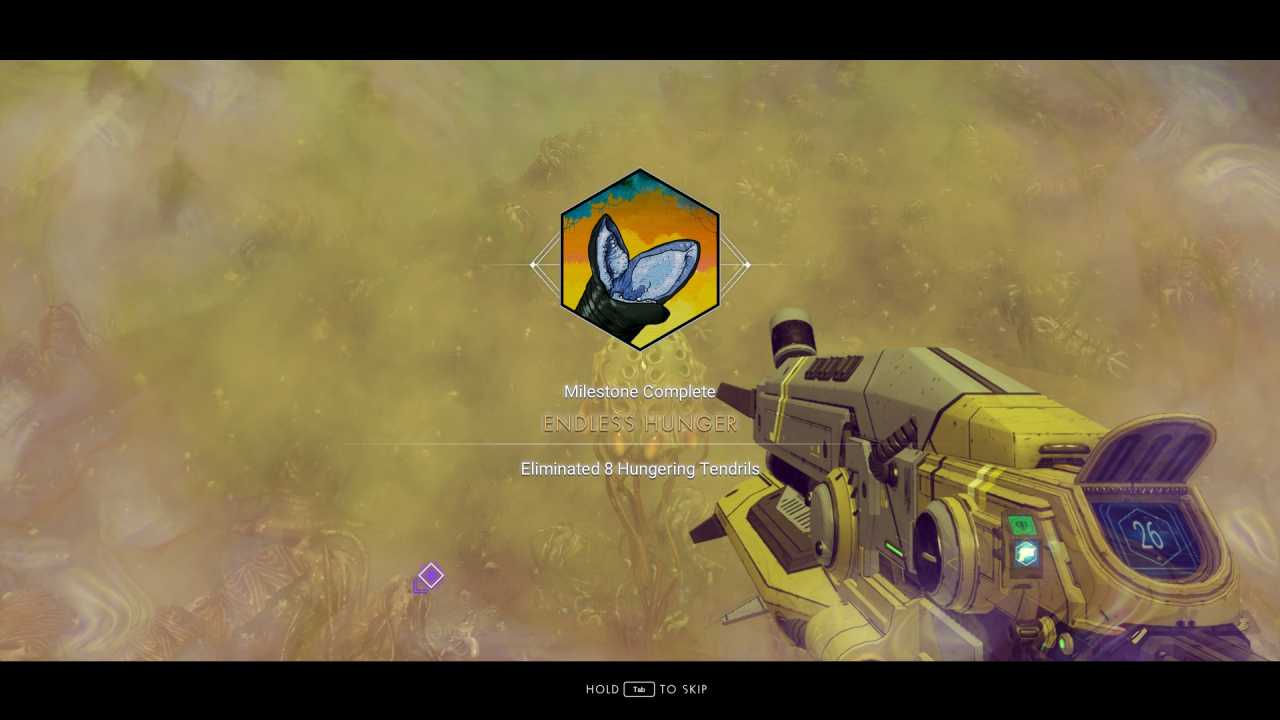 Milestone Complete
ENDLESS HUNGER
Eliminated 8 Hungering Tendrils
26
HOLD Tab TO SKIP